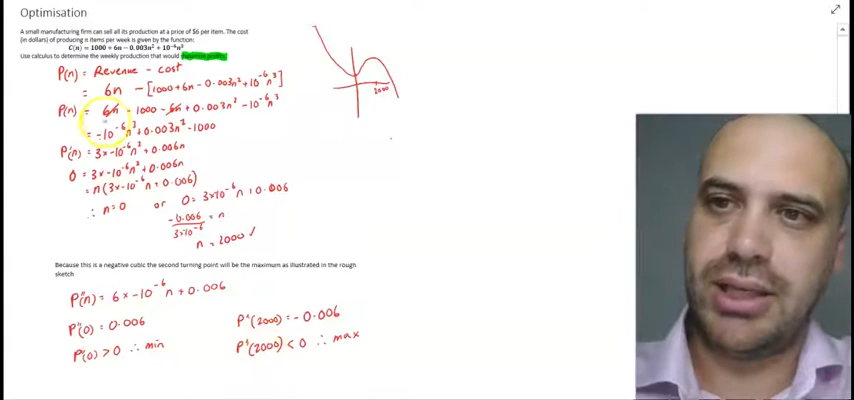 Optimisation
A small manufacturing firm can sell all its production at a price of $6 per item. The cost
(in dollars) of producing n items per week is given by the function:
C(n) = 1000 + 6n − 0.003n² + 10⁻⁶n³
Use calculus to determine the weekly production that would maximise profit.
P(n) = Revenue - cost
= 6n - [1000+6n - 0.003n² + 10⁻⁶n³]
P(n) = 6n - 1000 - 6n + 0.003n² - 10⁻⁶n³
= -10⁻⁶n³ + 0.003n² - 1000
P'(n) = 3x-10⁻⁶n² + 0.006n
0 = 3x-10⁻⁶n² + 0.006n
= n(3x-10⁻⁶n + 0.006)
∴ n=0 or 0 = 3x-10⁻⁶n + 0.006
-0.006 = n
3x-10⁻⁶
n = 2000 ✓
2000
Because this is a negative cubic the second turning point will be the maximum as illustrated in the rough
sketch
P"(n) = 6x-10⁻⁶n + 0.006
P"(0) = 0.006
P"(0) > 0 ∴ min
P"(2000) = -0.006
P"(2000) < 0 ∴ max